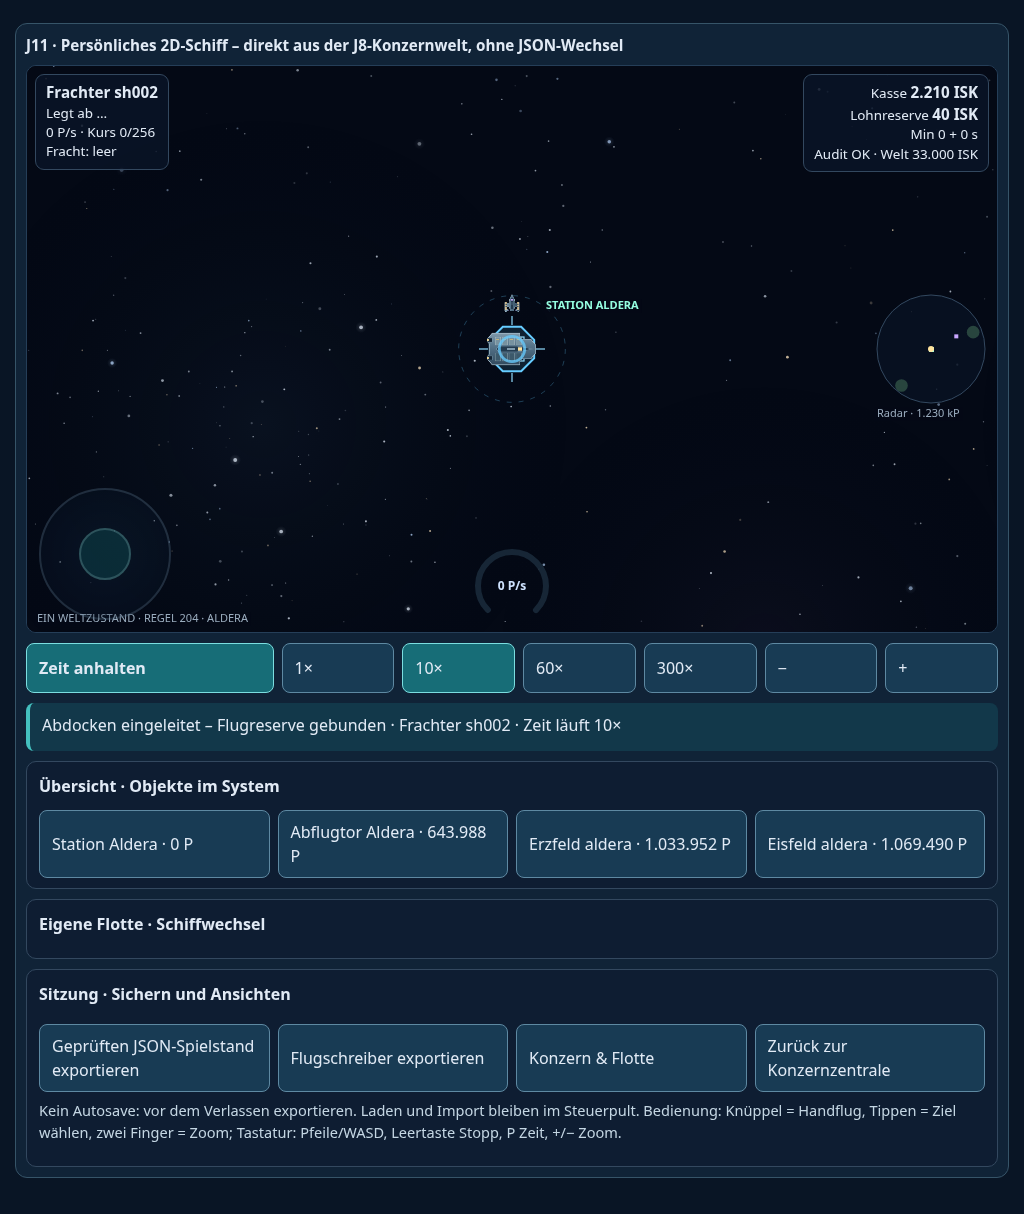 J11 · Persönliches 2D-Schiff – direkt aus der J8-Konzernwelt, ohne JSON-Wechsel
Frachter sh002
Legt ab ...
0 P/s · Kurs 0/256
Fracht: leer
Kasse 2.210 ISK
Lohnreserve 40 ISK
Min 0 + 0 s
Audit OK · Welt 33.000 ISK
STATION ALDERA
Radar · 1.230 kP
0 P/s
EIN WELTZUSTAND · REGEL 204 · ALDERA
Zeit anhalten
1×
10×
60×
300×
–
+
Abdocken eingeleitet – Flugreserve gebunden · Frachter sh002 · Zeit läuft 10×
Übersicht · Objekte im System
Station Aldera · 0 P
Abflugtor Aldera · 643.988
P
Erzfeld aldera · 1.033.952 P
Eisfeld aldera · 1.069.490 P
Eigene Flotte · Schiffwechsel
Sitzung · Sichern und Ansichten
Geprüften JSON-Spielstand
exportieren
Flugschreiber exportieren
Konzern & Flotte
Zurück zur
Konzernzentrale
Kein Autosave: vor dem Verlassen exportieren. Laden und Import bleiben im Steuerpult. Bedienung: Knüppel = Handflug, Tippen = Ziel
wählen, zwei Finger = Zoom; Tastatur: Pfeile/WASD, Leertaste Stopp, P Zeit, +/− Zoom.